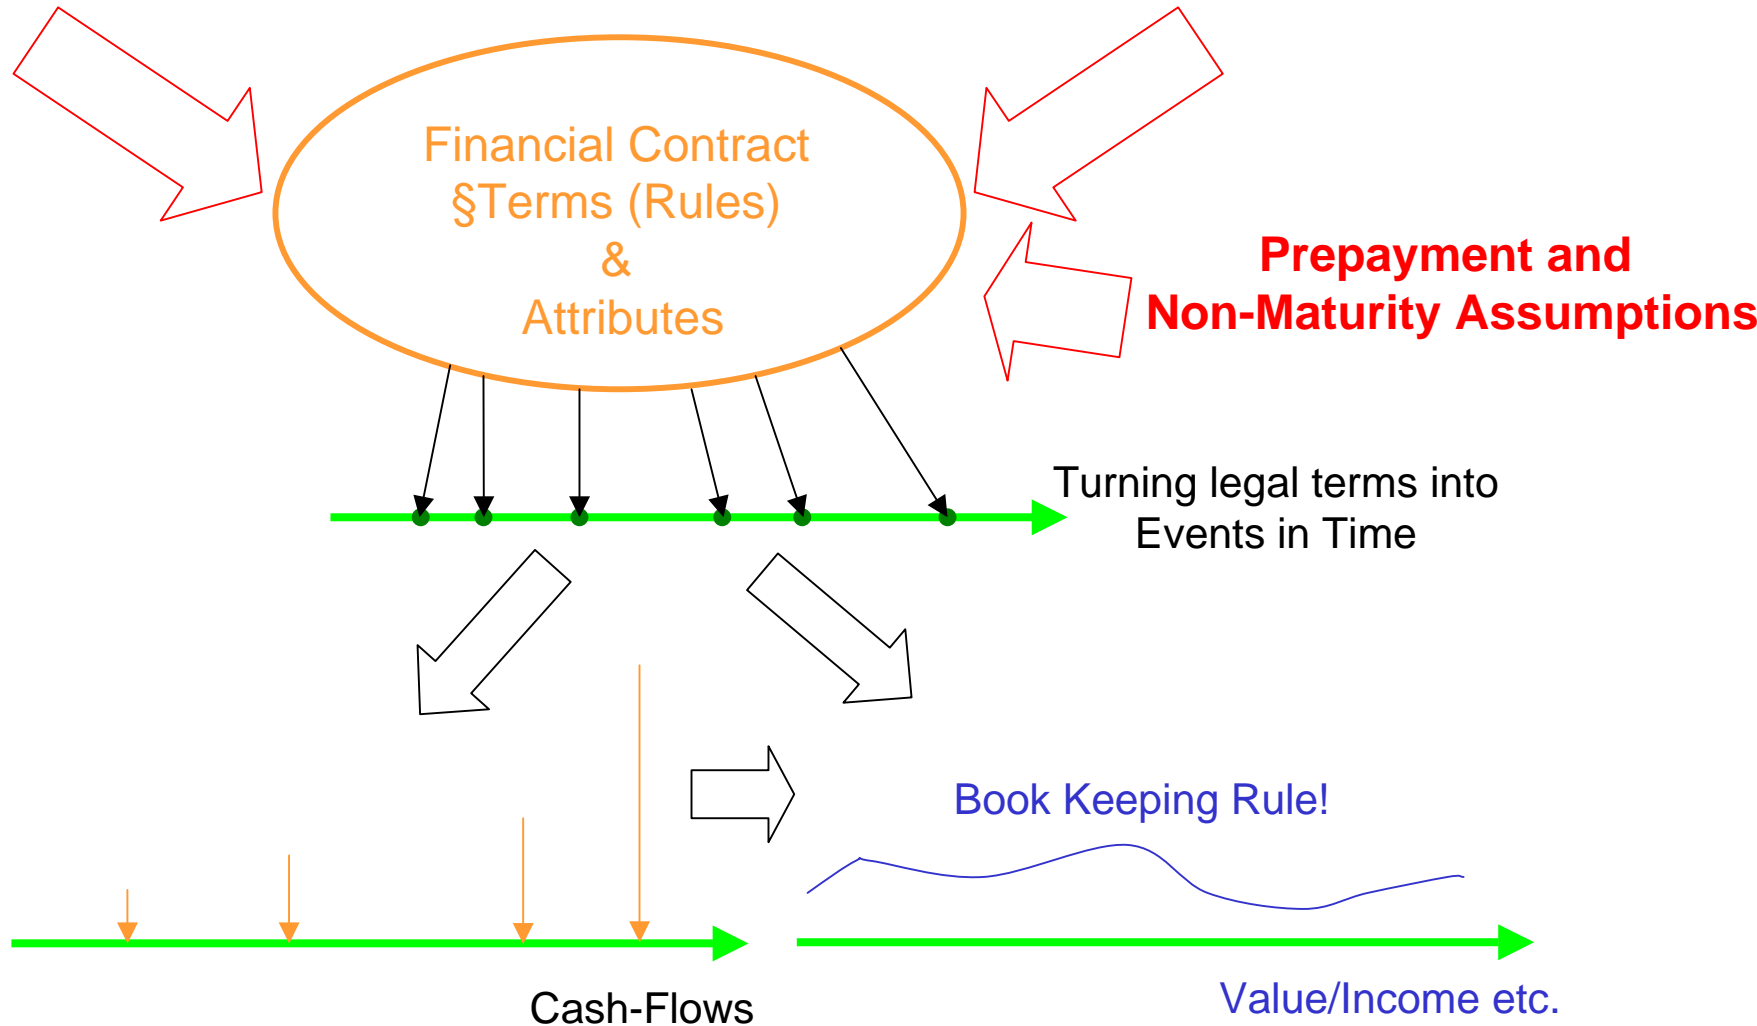 Financial Contract
§Terms (Rules)
&
Attributes
Prepayment and
Non-Maturity Assumptions
Turning legal terms into
Events in Time
Book Keeping Rule!
Cash-Flows
Value/Income etc.